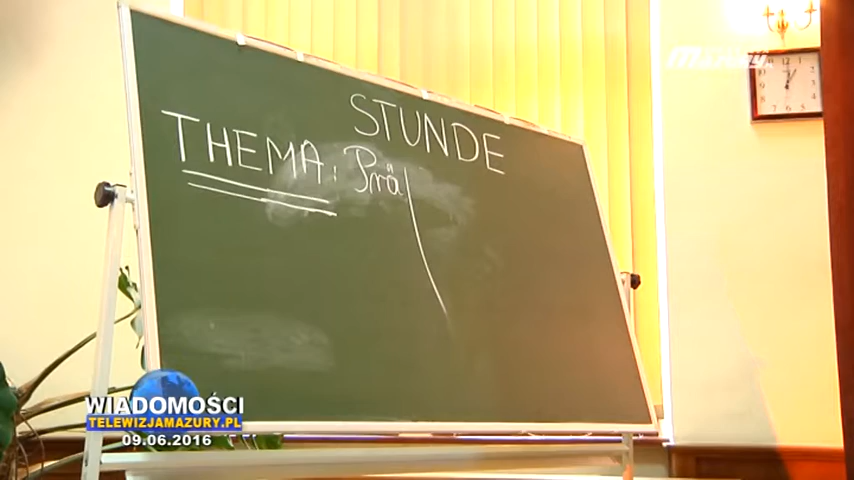 STUNDE
THEMA: Prä
WIADOMOŚCI
TELEWIZJAMAZURY.PL
09.06.2016